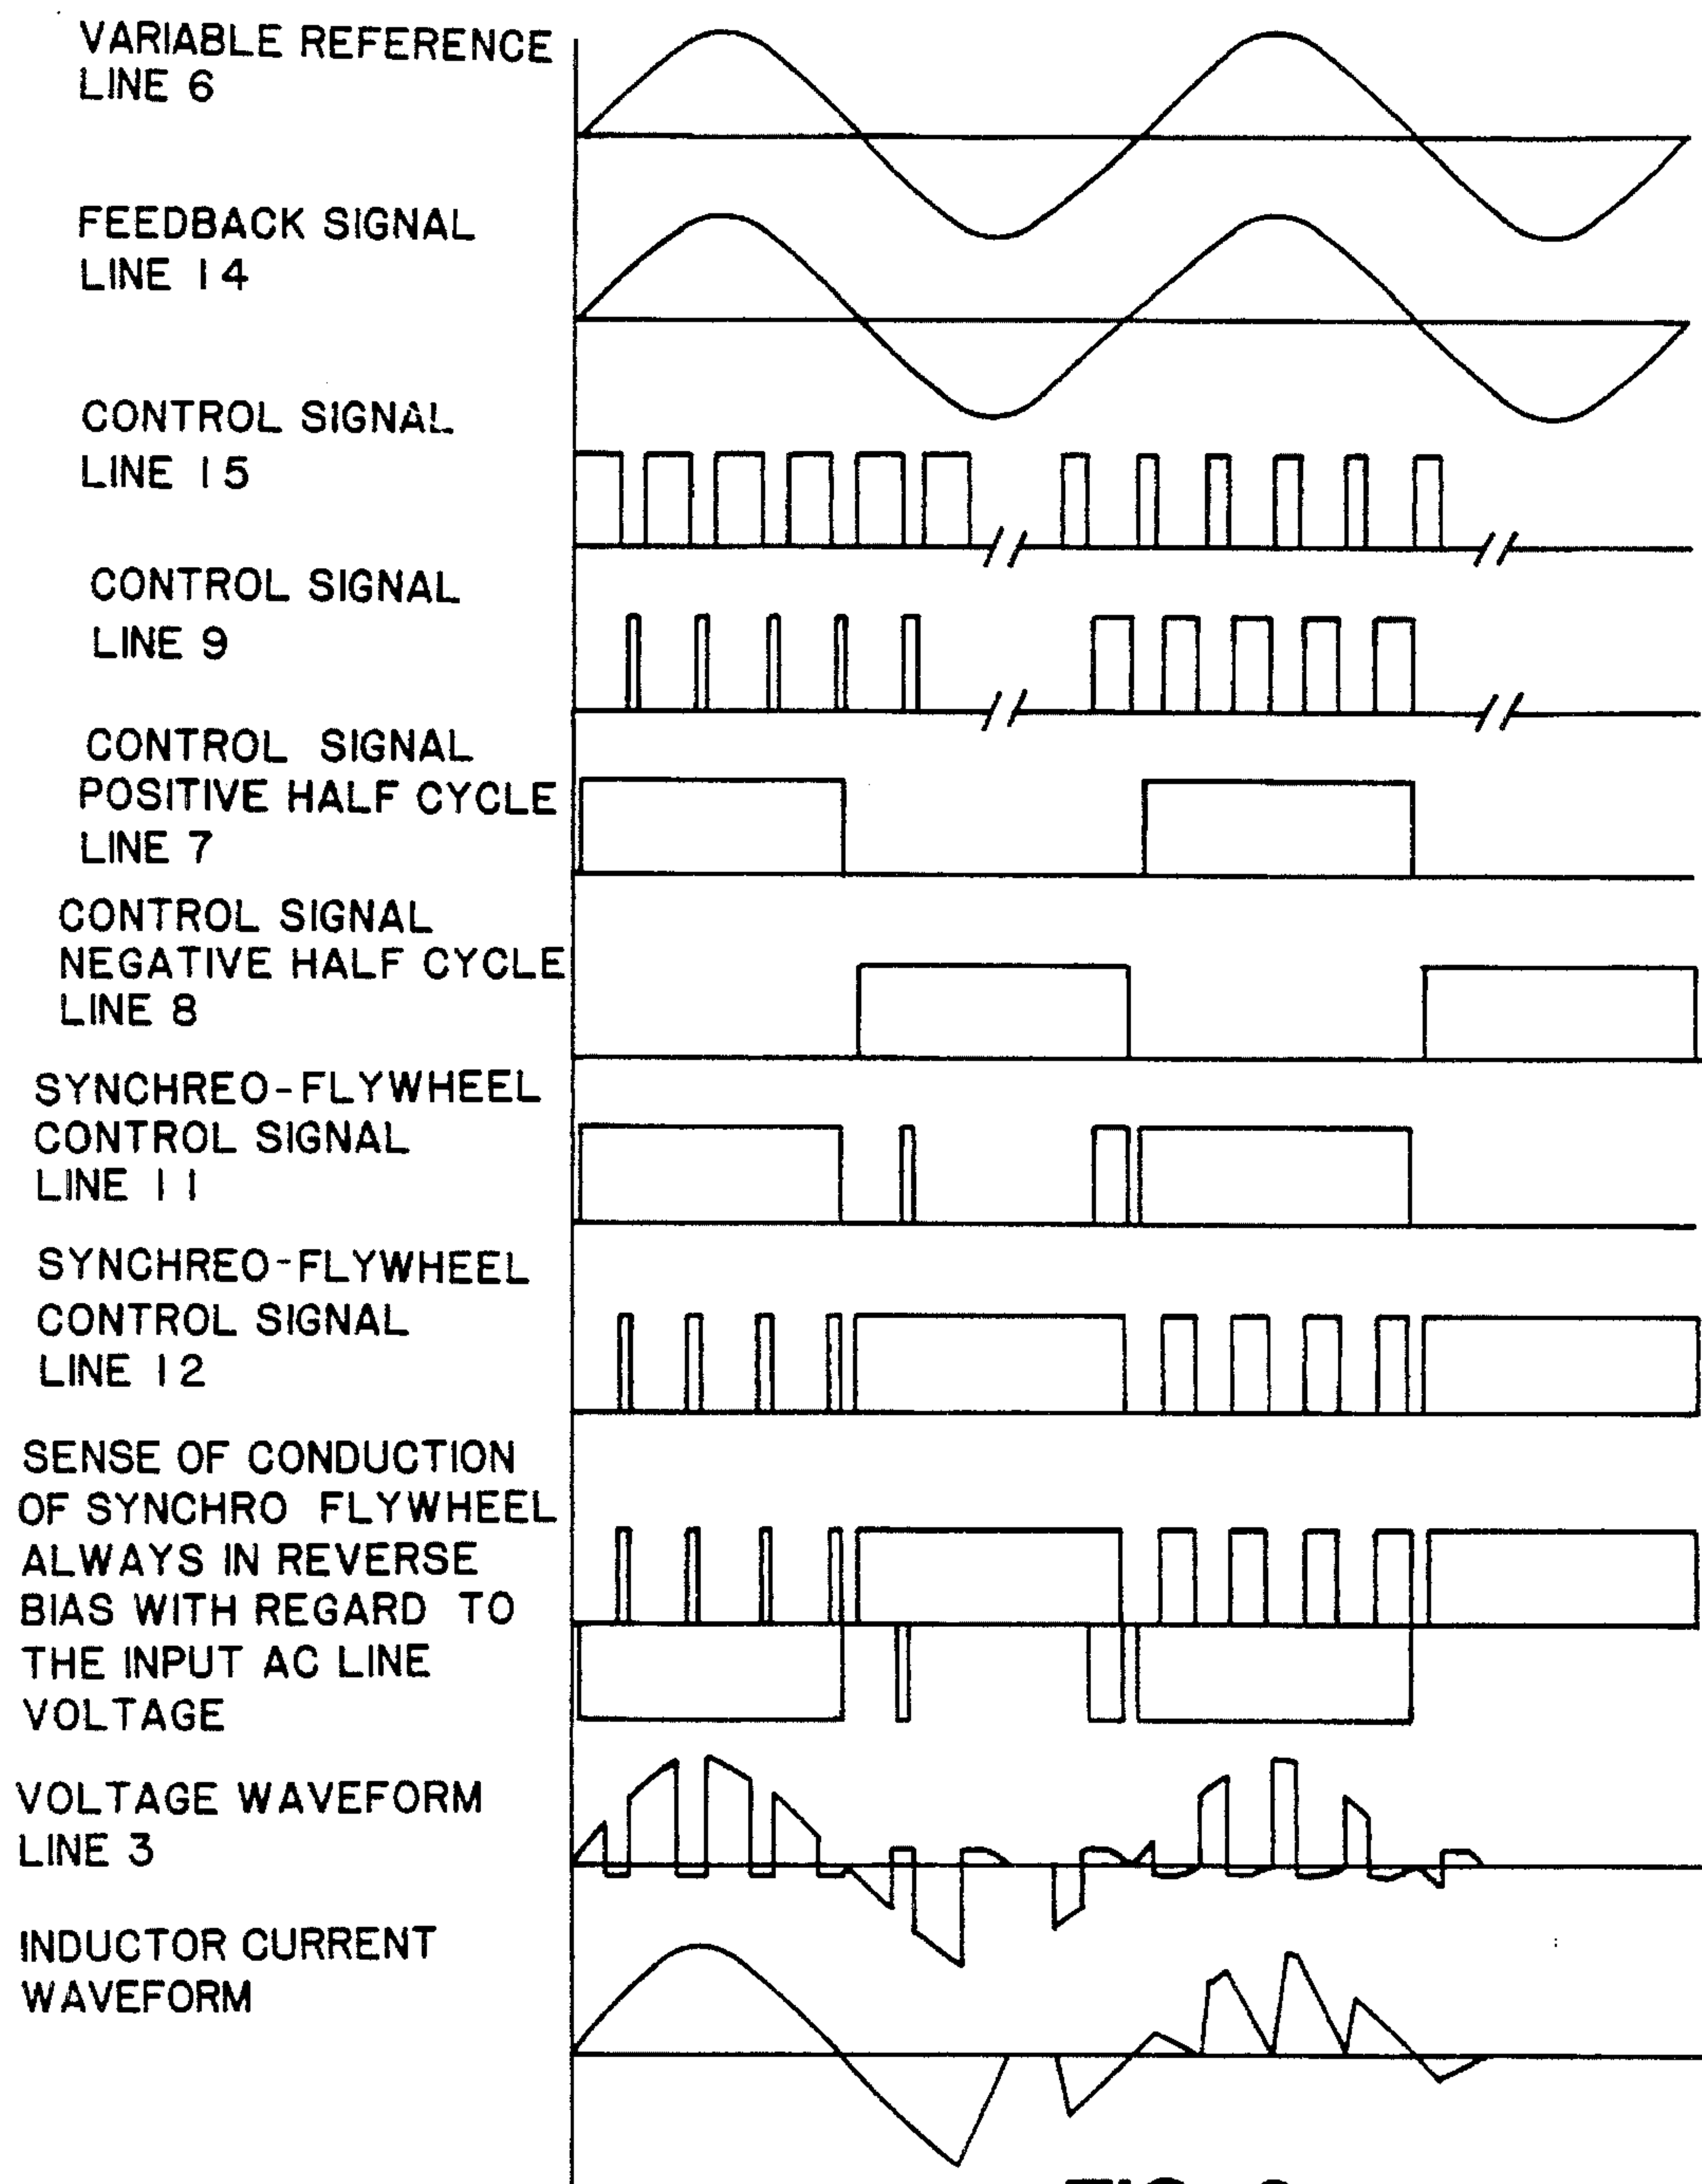 VARIABLE REFERENCE
LINE 6
FEEDBACK SIGNAL
LINE 14
CONTROL SIGNAL
LINE 15
CONTROL SIGNAL
LINE 9
CONTROL SIGNAL
POSITIVE HALF CYCLE
LINE 7
CONTROL SIGNAL
NEGATIVE HALF CYCLE
LINE 8
SYNCHREO-FLYWHEEL
CONTROL SIGNAL
LINE 11
SYNCHREO-FLYWHEEL
CONTROL SIGNAL
LINE 12
SENSE OF CONDUCTION
OF SYNCHRO FLYWHEEL
ALWAYS IN REVERSE
BIAS WITH REGARD TO
THE INPUT AC LINE
VOLTAGE
VOLTAGE WAVEFORM
LINE 3
INDUCTOR CURRENT
WAVEFORM